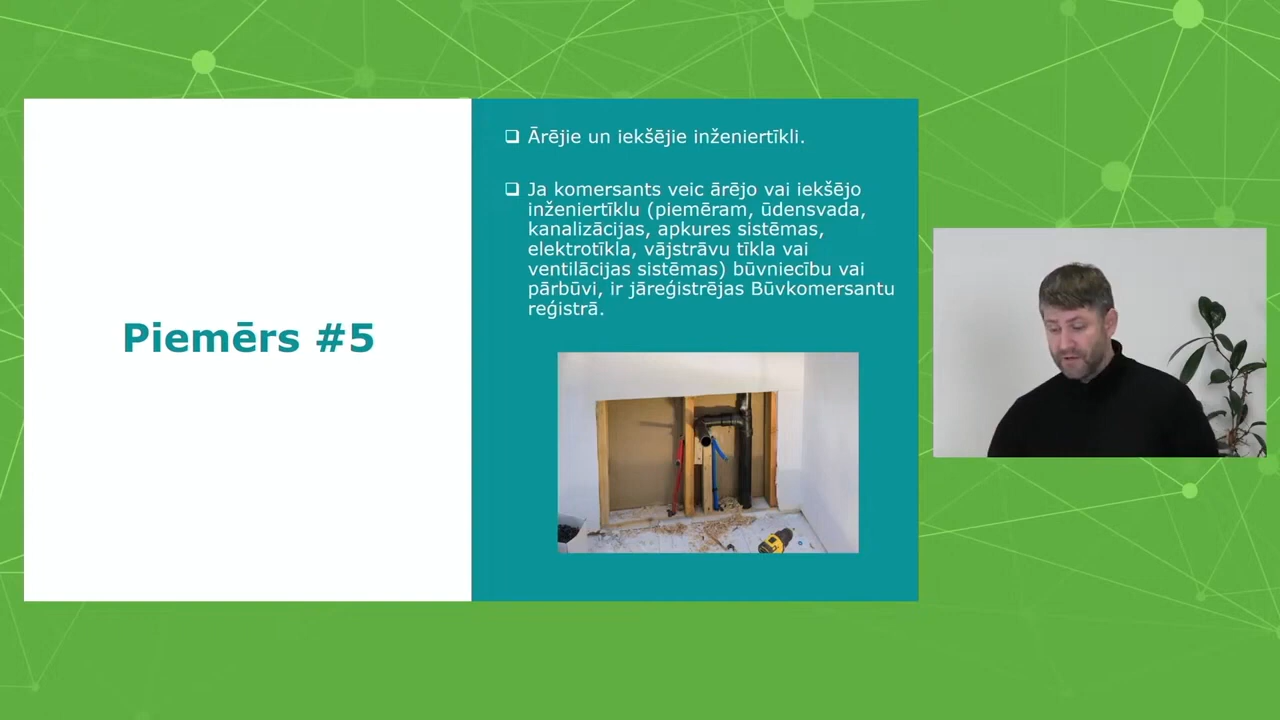 Piemērs #5
Ārējie un iekšējie inženiertīkli.
Ja komersants veic ārējo vai iekšējo
inženiertīklu (piemēram, ūdensvada,
kanalizācijas, apkures sistēmas,
elektrotīkla, vājstrāvu tīkla vai
ventilācijas sistēmas) būvniecību vai
pārbūvi, ir jāreģistrējas Būvkomersantu
reģistrā.